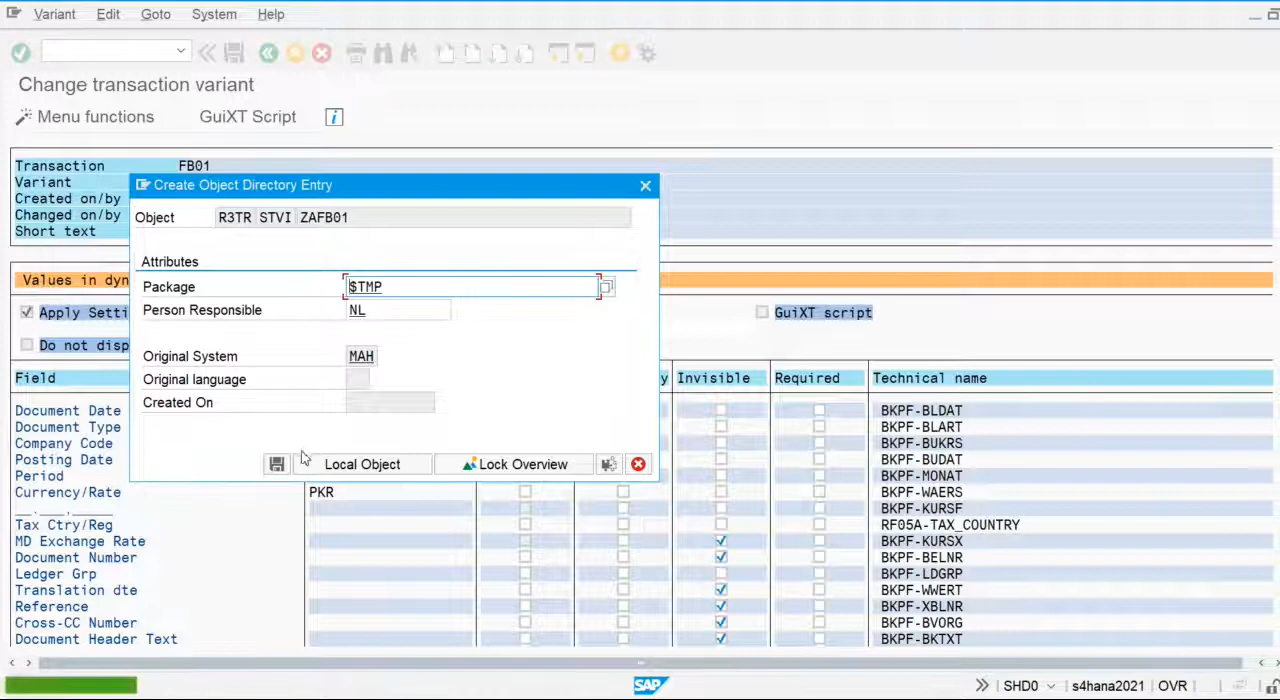 Variant Edit Goto System Help
Change transaction variant
Menu functions GuiXT Script i
Transaction FB01
Variant
Created on/by
Changed on/by
Short text
Create Object Directory Entry
Object R3TR STVI ZAFB01
Attributes
Package $TMP
Person Responsible NL
Original System MAH
Original language
Created On
Local Object Lock Overview
Values in dyn
Apply Setti GuiXT script
Do not disp
Field y Invisible Required Technical name
Document Date BKPF-BLDAT
Document Type BKPF-BLART
Company Code BKPF-BUKRS
Posting Date BKPF-BUDAT
Period BKPF-MONAT
Currency/Rate PKR BKPF-WAERS
__.___,_____ BKPF-KURSF
Tax Ctry/Reg RF05A-TAX_COUNTRY
MD Exchange Rate BKPF-KURSX
Document Number BKPF-BELNR
Ledger Grp BKPF-LDGRP
Translation dte BKPF-WWERT
Reference BKPF-XBLNR
Cross-CC Number BKPF-BVORG
Document Header Text BKPF-BKTXT
SAP SHD0 s4hana2021 OVR